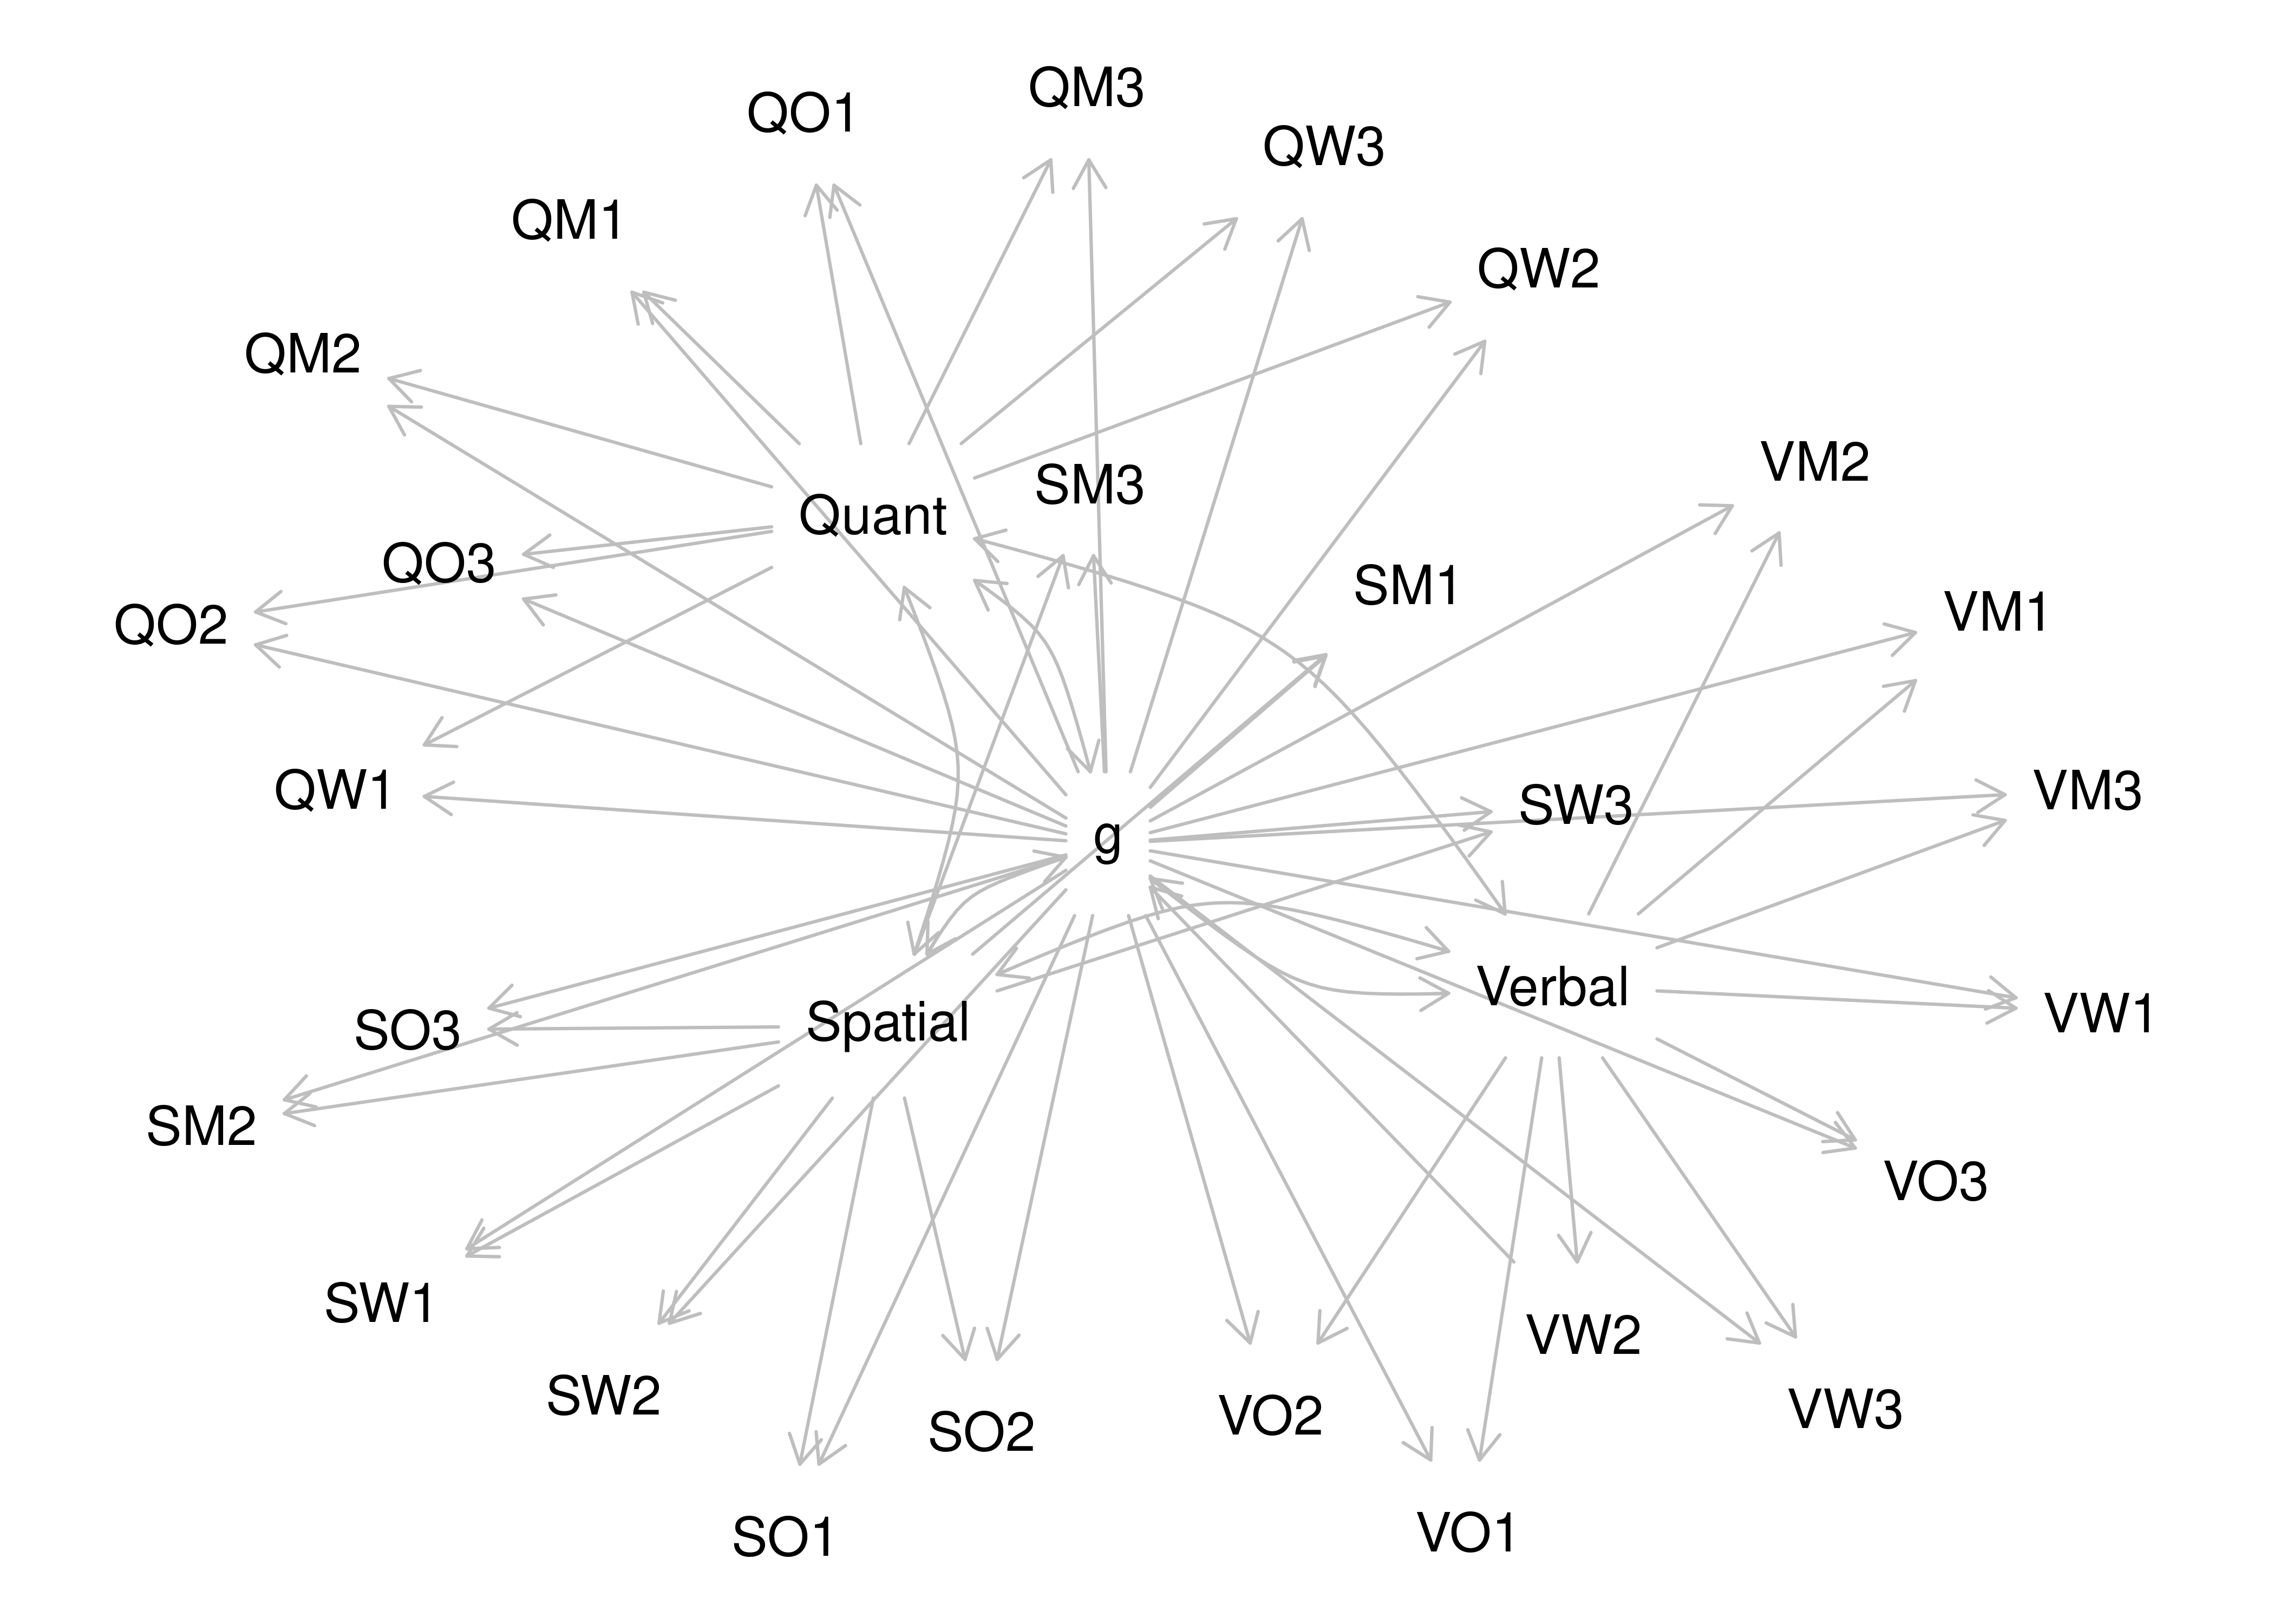 QM3
QO1
QW3
QM1
QW2
QM2
VM2
SM3
Quant
QO3
SM1
VM1
QO2
QW1
VM3
SW3
g
Verbal
VW1
Spatial
SO3
SM2
VO3
SW1
VW2
SW2
VW3
VO2
SO2
VO1
SO1